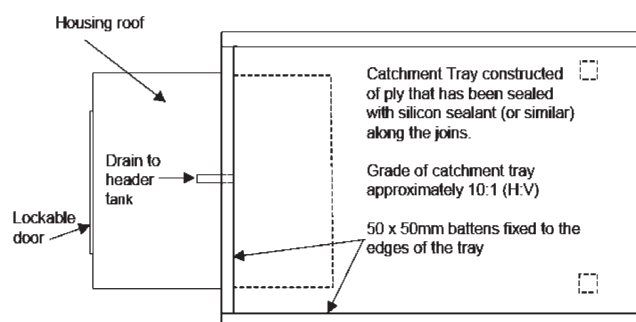 Housing roof
Catchment Tray constructed
of ply that has been sealed
with silicon sealant (or similar)
along the joins.
Drain to
header
tank
Grade of catchment tray
approximately 10:1 (H:V)
Lockable
door
50 x 50mm battens fixed to the
edges of the tray